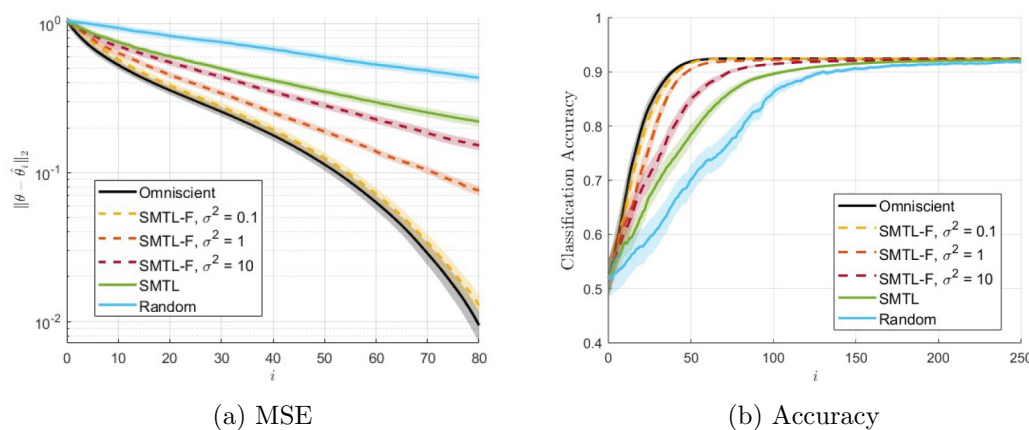 10^0
10^{-1}
10^{-2}
‖θ − θ̂_i‖_2
Omniscient
SMTL-F, σ² = 0.1
SMTL-F, σ² = 1
SMTL-F, σ² = 10
SMTL
Random
0 10 20 30 40 50 60 70 80
i
(a) MSE
1
0.9
0.8
0.7
0.6
0.5
0.4
Classification Accuracy
Omniscient
SMTL-F, σ² = 0.1
SMTL-F, σ² = 1
SMTL-F, σ² = 10
SMTL
Random
0 50 100 150 200 250
i
(b) Accuracy